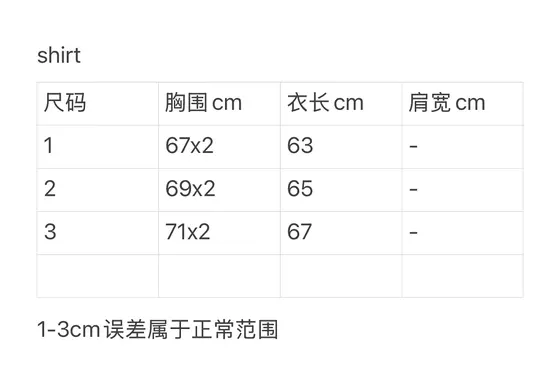 shirt
尺码 胸围cm 衣长cm 肩宽cm
1 67x2 63 -
2 69x2 65 -
3 71x2 67 -
1-3cm误差属于正常范围